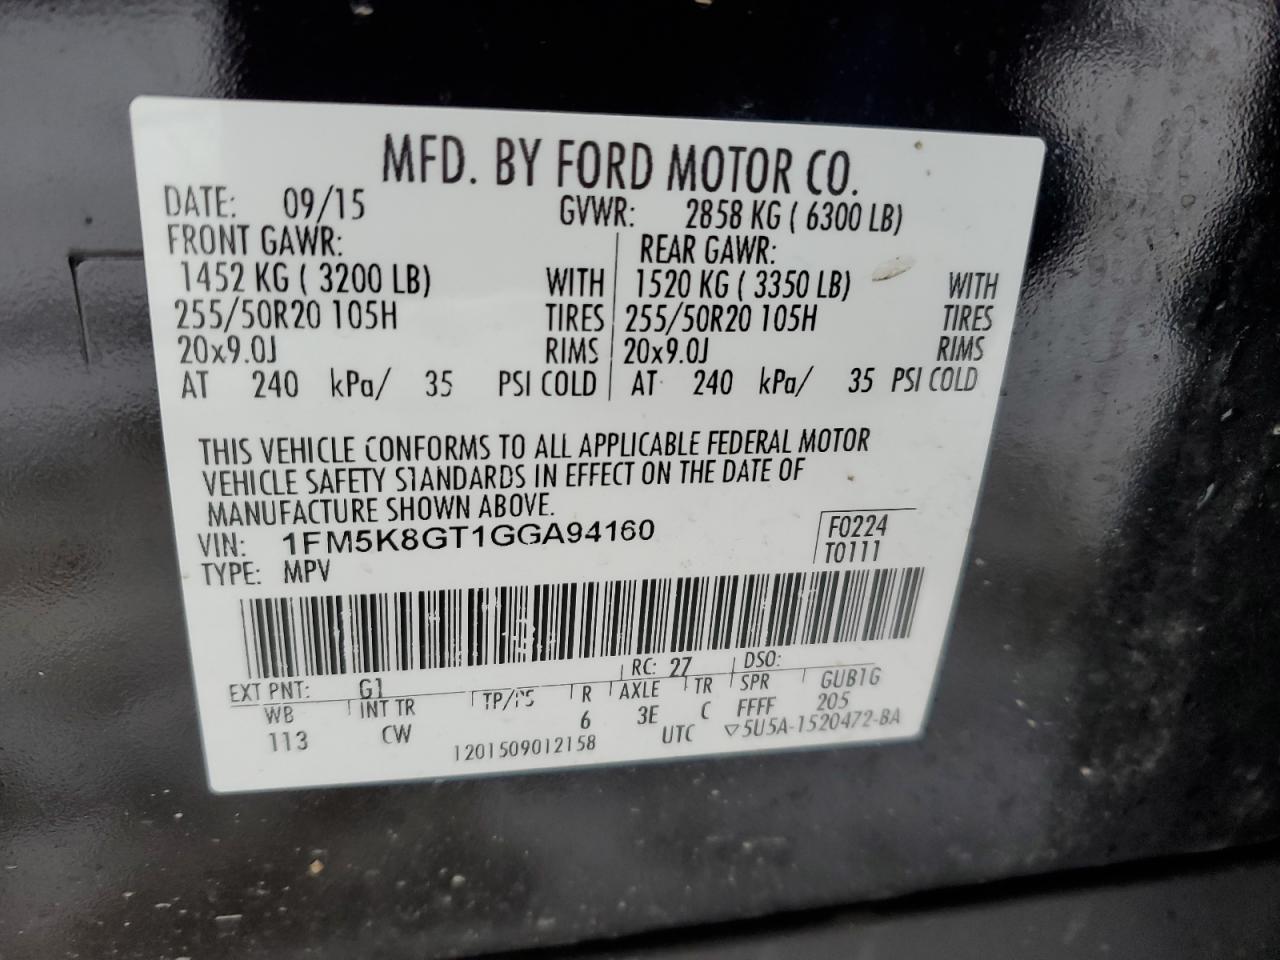 MFD. BY FORD MOTOR CO.
DATE: 09/15 GVWR: 2858 KG ( 6300 LB)
FRONT GAWR: REAR GAWR:
1452 KG ( 3200 LB) WITH 1520 KG ( 3350 LB) WITH
255/50R20 105H TIRES 255/50R20 105H TIRES
20x9.0J RIMS 20x9.0J RIMS
AT 240 kPa/ 35 PSI COLD AT 240 kPa/ 35 PSI COLD
THIS VEHICLE CONFORMS TO ALL APPLICABLE FEDERAL MOTOR
VEHICLE SAFETY STANDARDS IN EFFECT ON THE DATE OF
MANUFACTURE SHOWN ABOVE.
VIN: 1FM5K8GT1GGA94160 F0224
TYPE: MPV T0111
RC: 27 DSO:
EXT PNT: G1
WB INT TR TP/PS R AXLE TR SPR GUB1G
113 CW 6 3E C FFFF 205
1201509012158 UTC ▽5U5A-1520472-BA